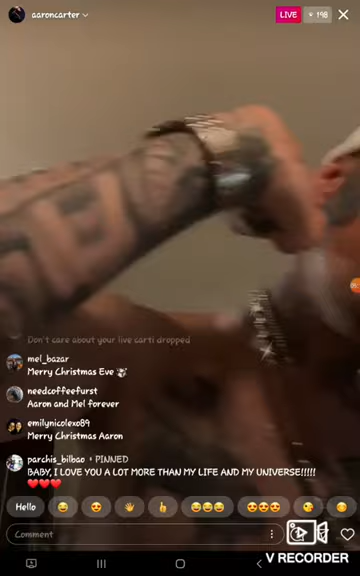 aaroncarter
LIVE
198
Don't care about your live carti dropped
mel_bazar
Merry Christmas Eve
needcoffeefurst
Aaron and Mel forever
emilynicolexo89
Merry Christmas Aaron
parchis_bilbao • PINNED
BABY, I LOVE YOU A LOT MORE THAN MY LIFE AND MY UNIVERSE!!!!!
❤️❤️❤️❤️
Hello
Comment
V RECORDER